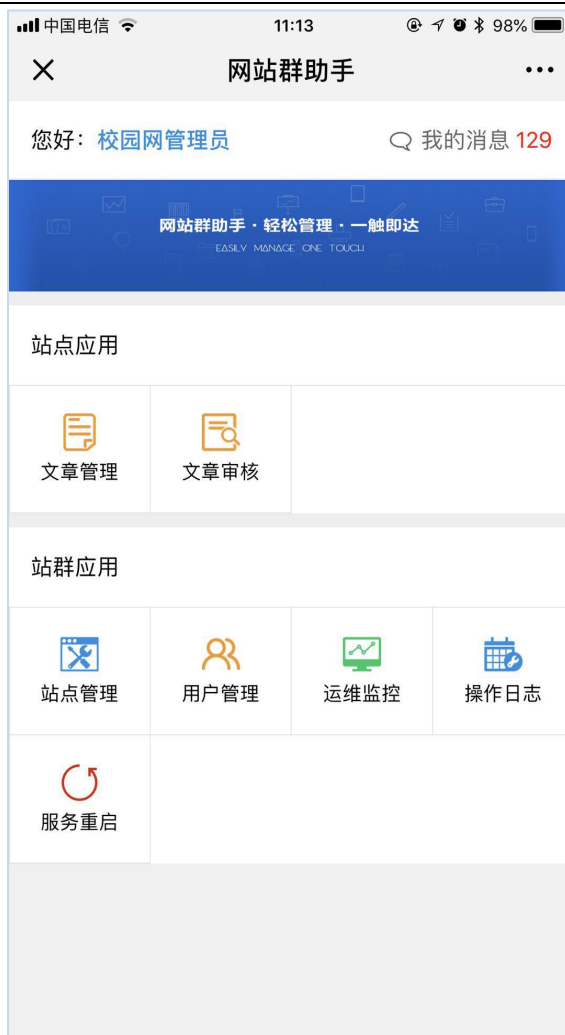 中国电信 11:13 98%
网站群助手
您好：校园网管理员 我的消息 129
网站群助手·轻松管理·一触即达
EASILY MANAGE ONE TOUCH
站点应用
文章管理 文章审核
站群应用
站点管理 用户管理 运维监控 操作日志
服务重启